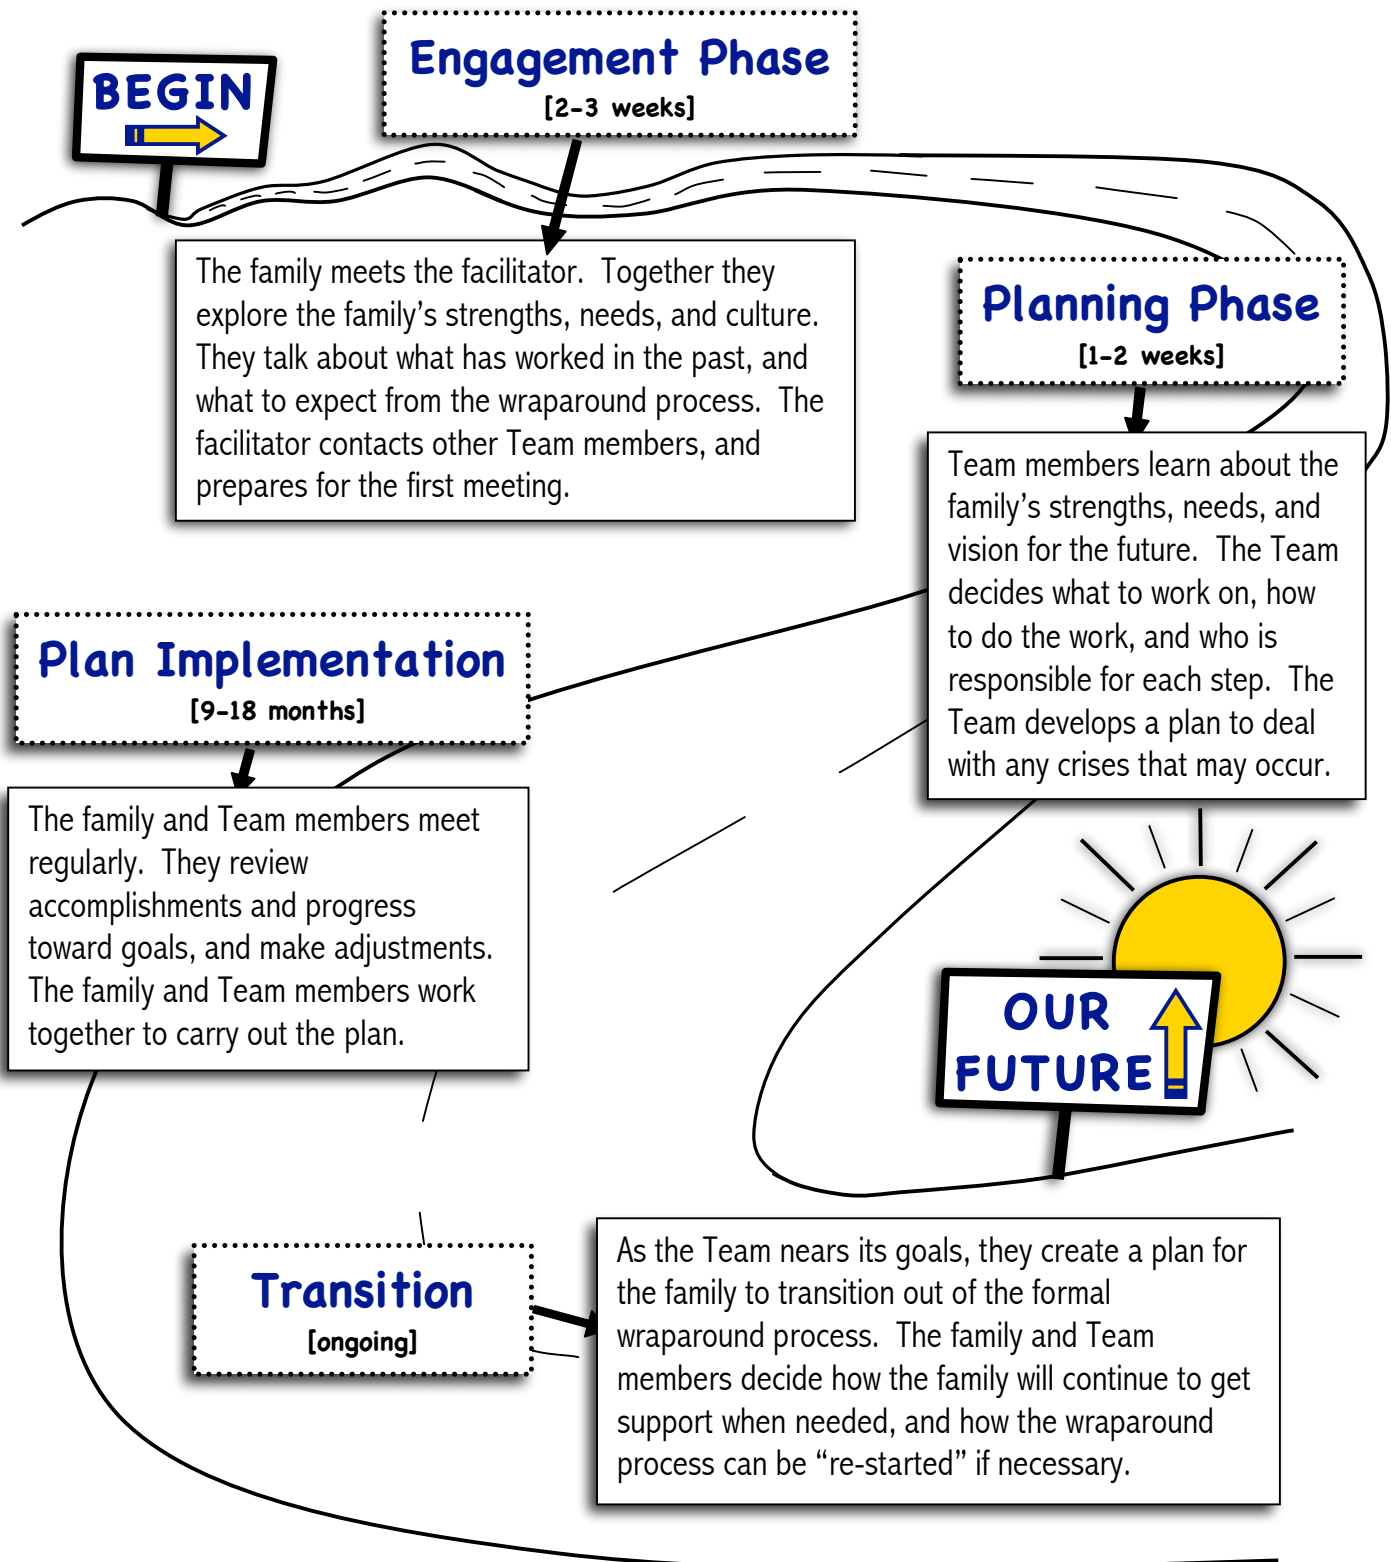 BEGIN
Engagement Phase
[2-3 weeks]
The family meets the facilitator.  Together they
explore the family’s strengths, needs, and culture.
They talk about what has worked in the past, and
what to expect from the wraparound process.  The
facilitator contacts other Team members, and
prepares for the first meeting.
Planning Phase
[1-2 weeks]
Team members learn about the
family’s strengths, needs, and
vision for the future.  The Team
decides what to work on, how
to do the work, and who is
responsible for each step.  The
Team develops a plan to deal
with any crises that may occur.
Plan Implementation
[9-18 months]
The family and Team members meet
regularly.  They review
accomplishments and progress
toward goals, and make adjustments.
The family and Team members work
together to carry out the plan.
Transition
[ongoing]
As the Team nears its goals, they create a plan for
the family to transition out of the formal
wraparound process.  The family and Team
members decide how the family will continue to get
support when needed, and how the wraparound
process can be “re-started” if necessary.
OUR
FUTURE